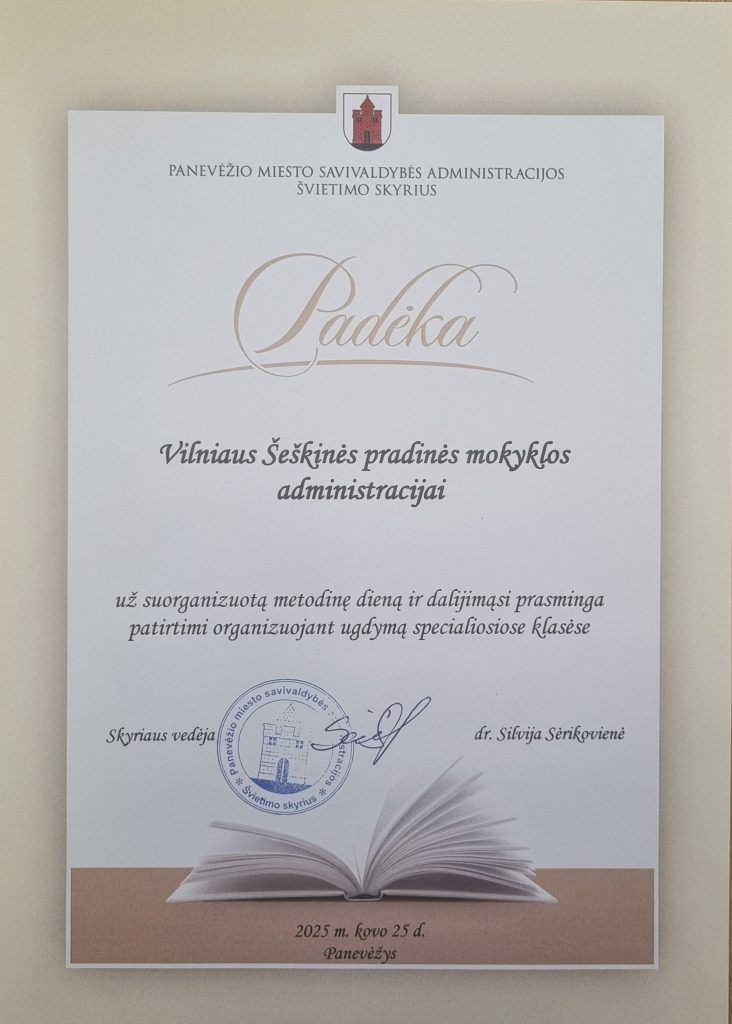 PANEVĖŽIO MIESTO SAVIVALDYBĖS ADMINISTRACIJOS
ŠVIETIMO SKYRIUS
Padėka
Vilniaus Šeškinės pradinės mokyklos
administracijai
už suorganizuotą metodinę dieną ir dalijimąsi prasminga
patirtimi organizuojant ugdymą specialiosiose klasėse
Skyriaus vedėja
Panevėžio miesto savivaldybės
Švietimo skyrius
dr. Silvija Sėrikovienė
2025 m. kovo 25 d.
Panevėžys